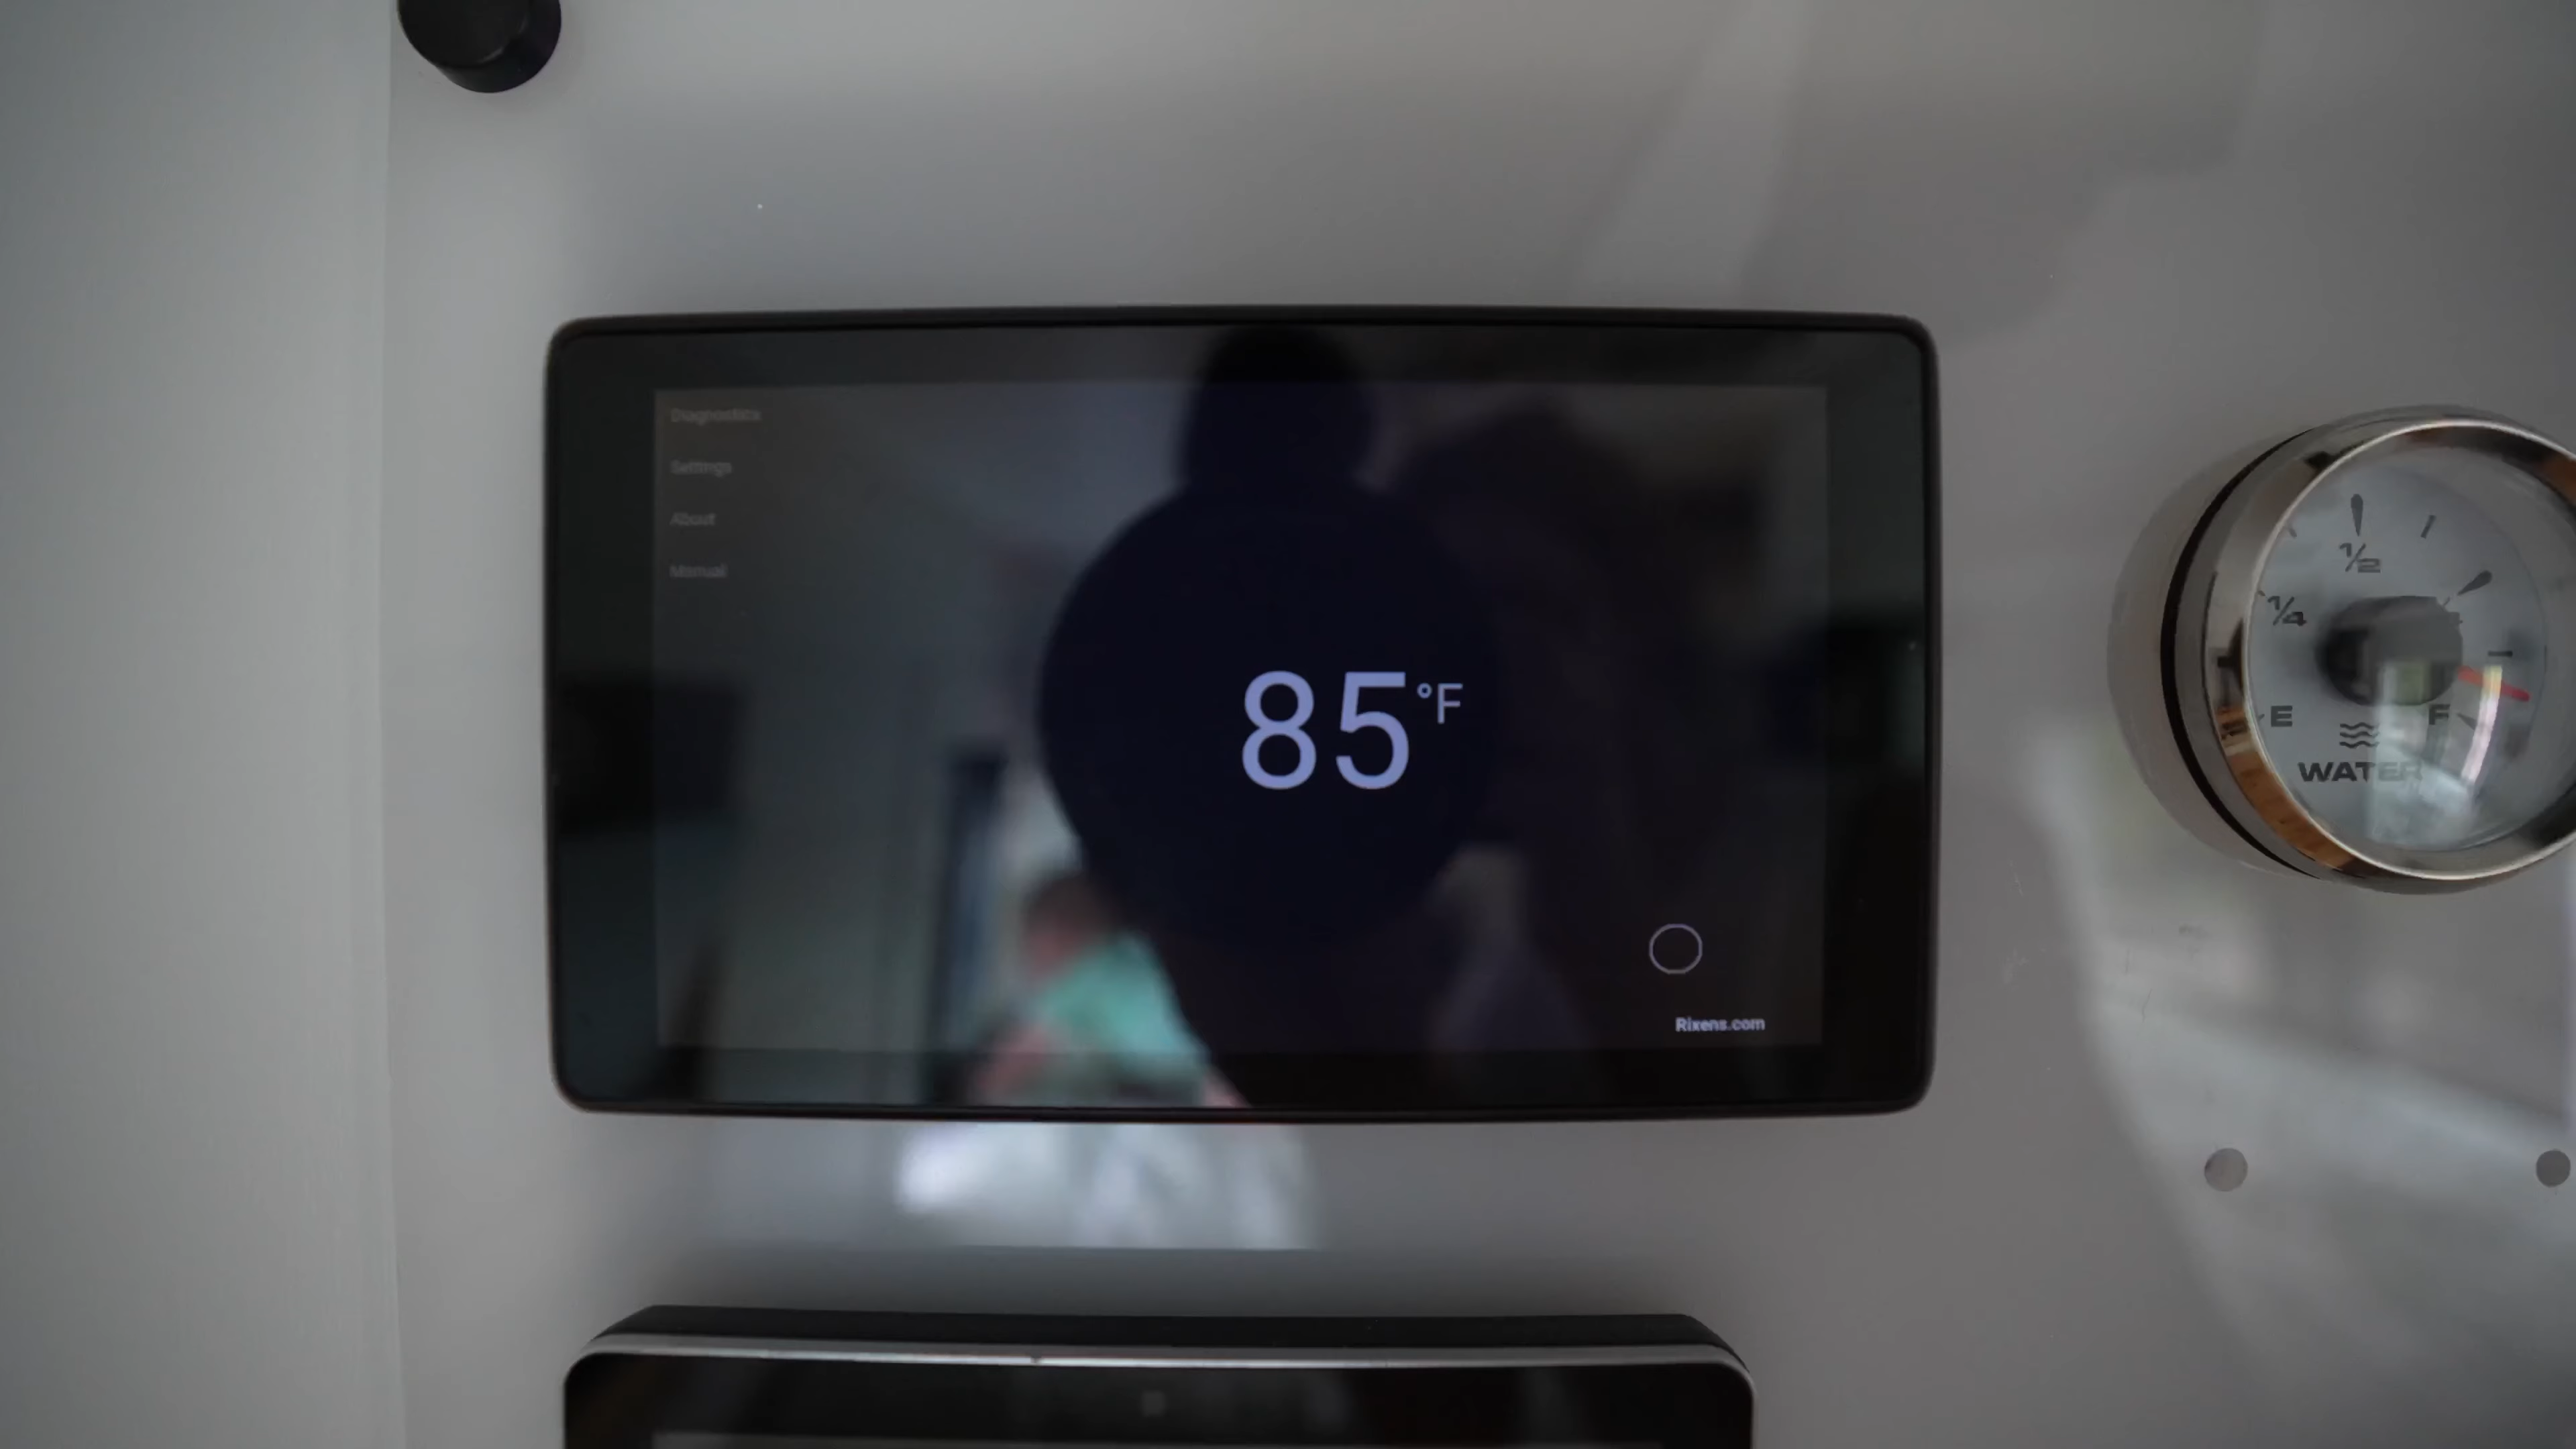 Diagnostics
Settings
About
Manual
85°F
Rixens.com
1/2
1/4
E
F
WATER